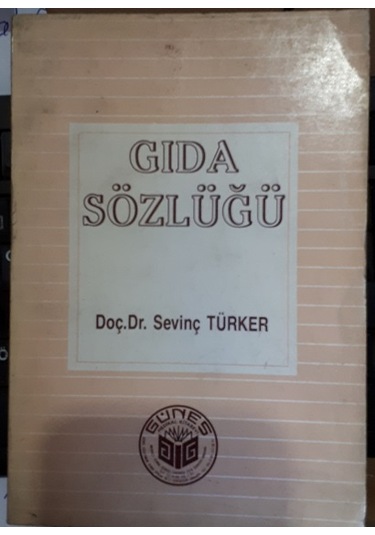 GIDA
SÖZLÜĞÜ
Doç.Dr. Sevinç TÜRKER
GÜNEŞ